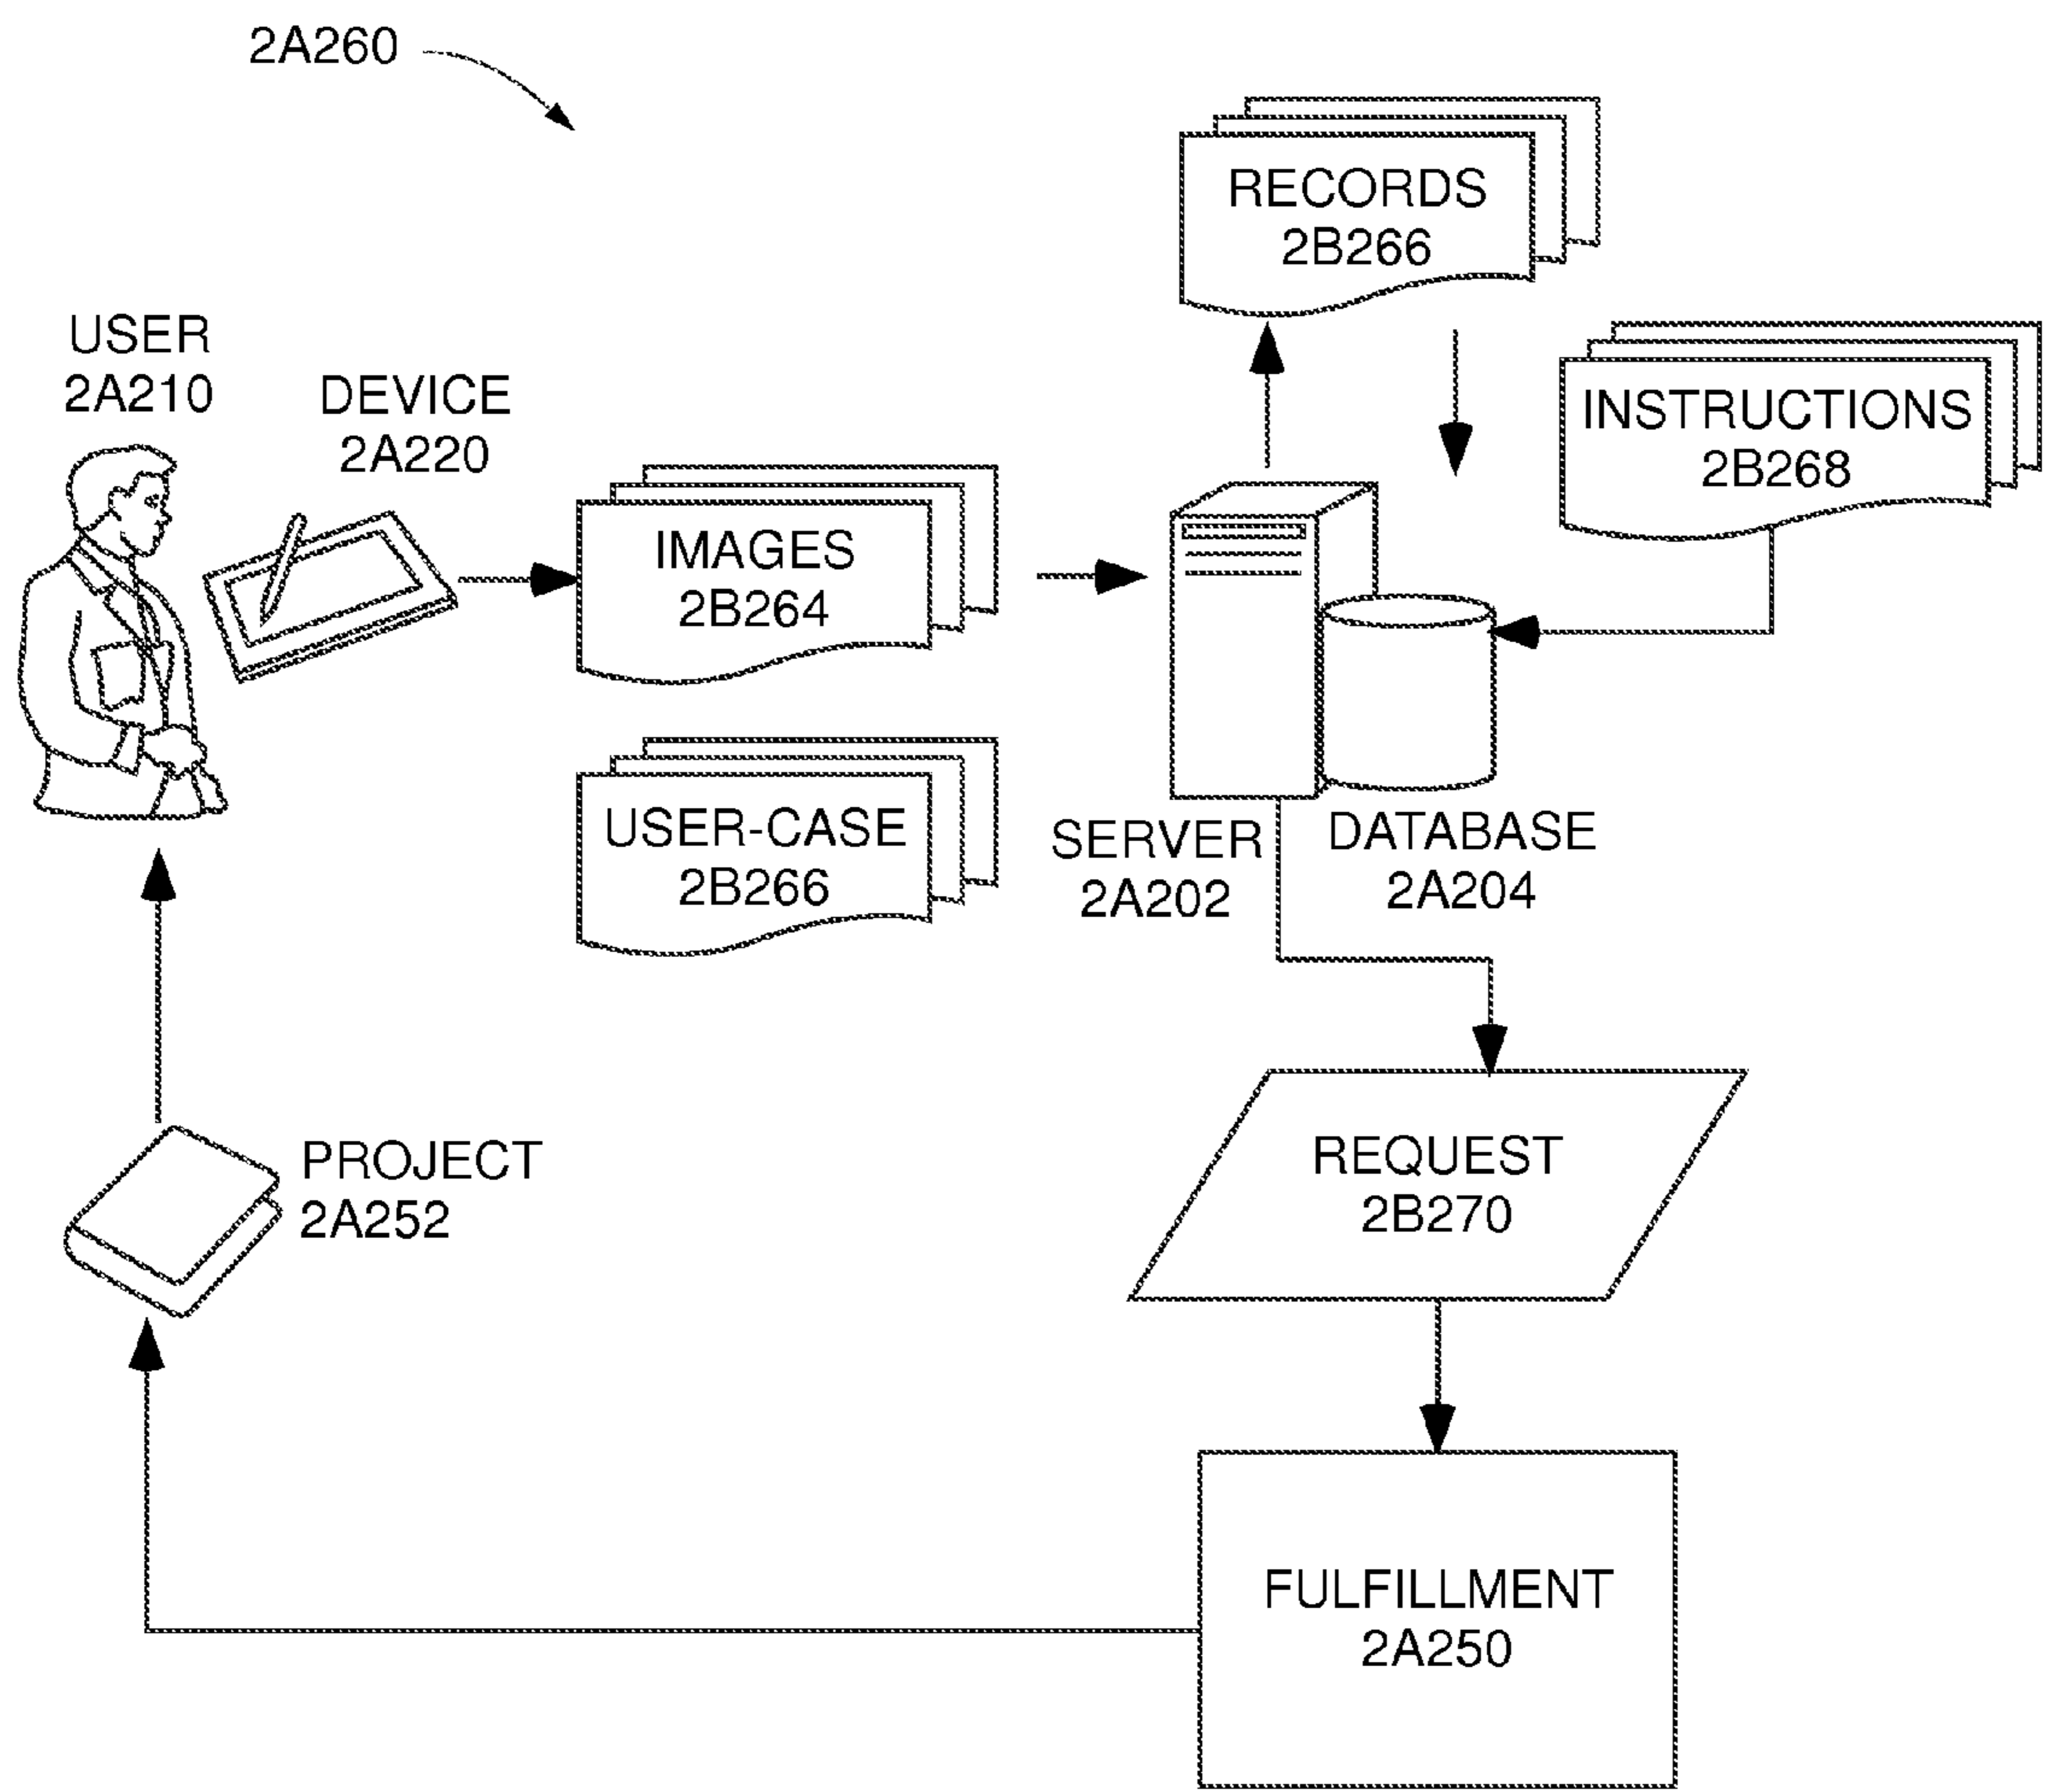 2A260
RECORDS
2B266
USER
2A210
DEVICE
2A220
INSTRUCTIONS
2B268
IMAGES
2B264
USER-CASE
2B266
SERVER
2A202
DATABASE
2A204
PROJECT
2A252
REQUEST
2B270
FULFILLMENT
2A250